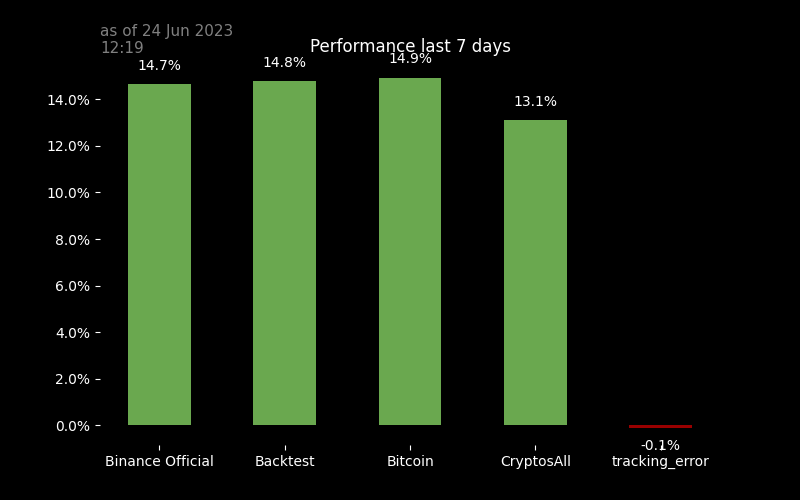 as of 24 Jun 2023
12:19
Performance last 7 days
14.7%
14.8%
14.9%
13.1%
-0.1%
14.0%
12.0%
10.0%
8.0%
6.0%
4.0%
2.0%
0.0%
Binance Official
Backtest
Bitcoin
CryptosAll
tracking_error